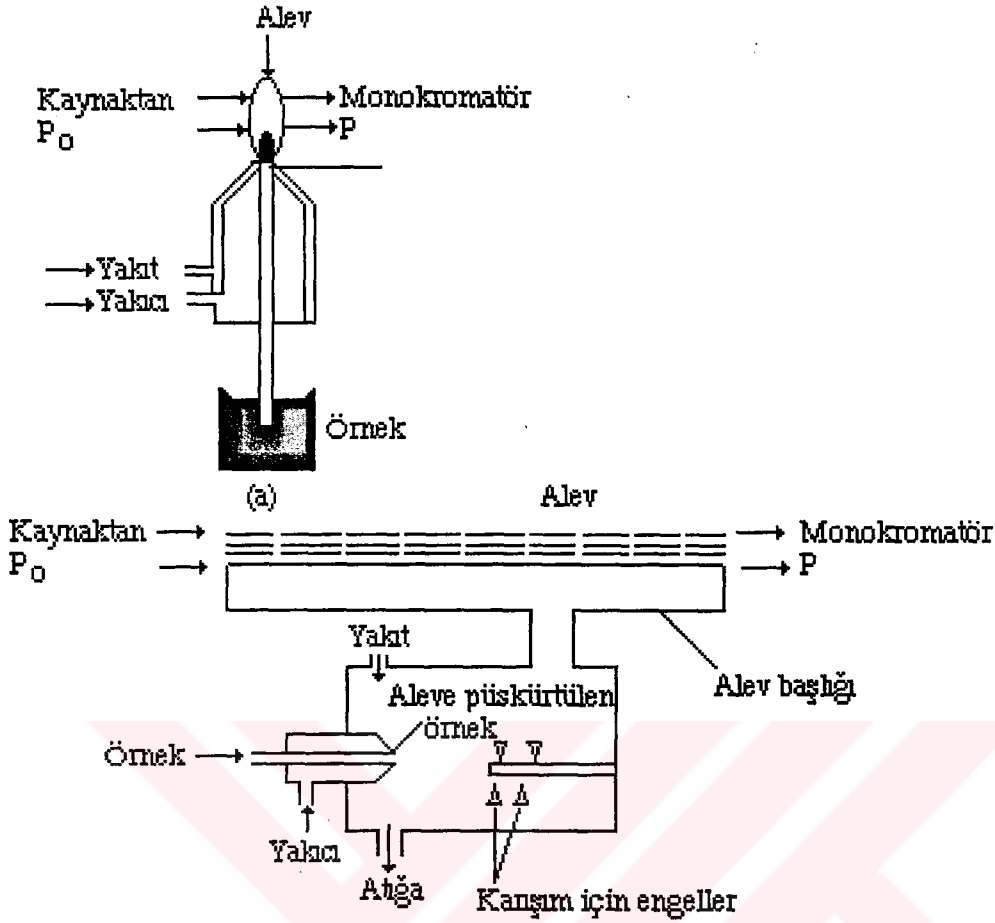 Alev
Kaynaktan
Monokromatör
P₀
P
Yakıt
Yakıcı
Örnek
(a)
Alev
Kaynaktan
Monokromatör
P₀
P
Yakıt
Alev başlığı
Aleve püskürtülen
örnek
Örnek
Yakıcı
Atığa
Karışım için engeller